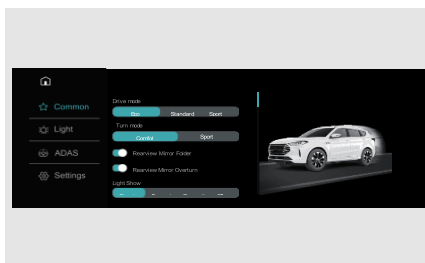 Common
Light
ADAS
Settings
Drive mode
Eco Standard Sport
Turn mode
Comfot Sport
Rearview Mirror Folder
Rearview Mirror Overturn
Light Show